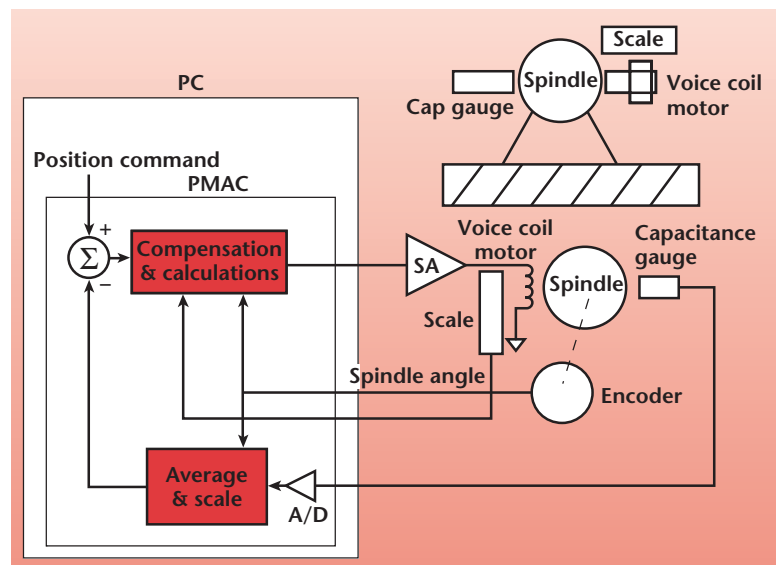 Scale
PC
Spindle
Cap gauge
Voice coil
motor
Position command
PMAC
+
Σ
−
Compensation
& calculations
SA
Voice coil
motor
Capacitance
gauge
Spindle
Scale
Spindle angle
Encoder
Average
& scale
A/D